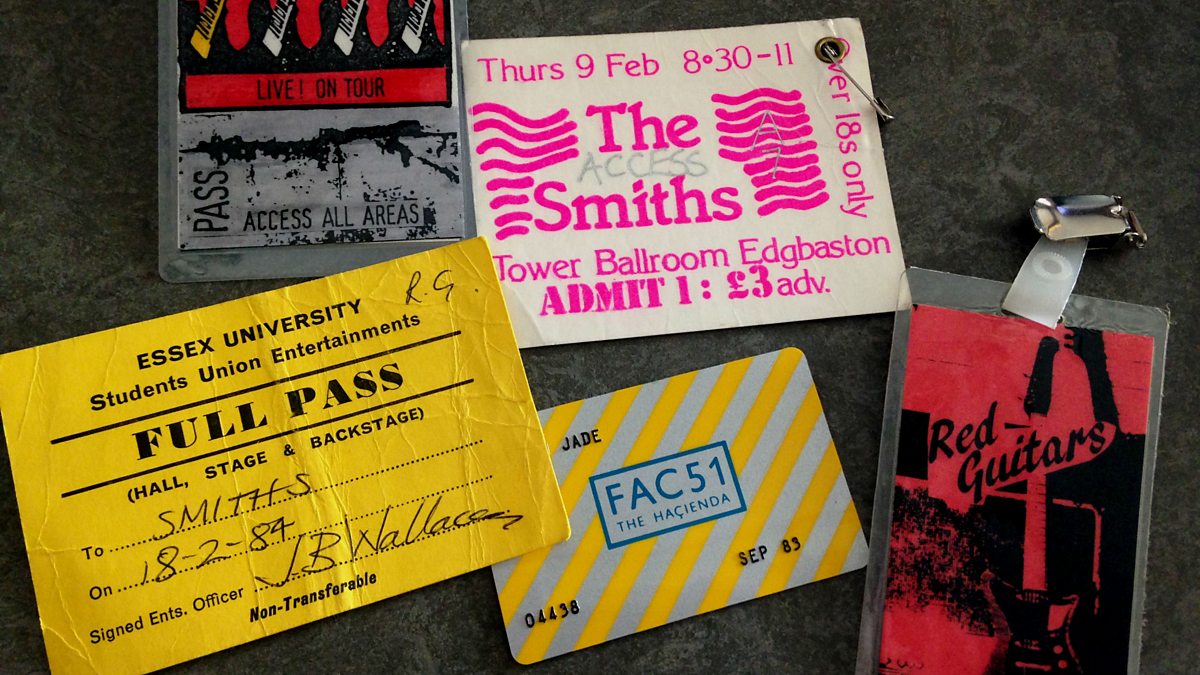 LIVE! ON TOUR
PASS
ACCESS ALL AREAS
Thurs 9 Feb 8•30-11
Over 18s only
The
ACCESS
Smiths
Tower Ballroom Edgbaston
ADMIT 1: £3 adv.
R.G.
ESSEX UNIVERSITY
Students Union Entertainments
FULL PASS
(HALL, STAGE & BACKSTAGE)
To SMITHS
On 18-2-84
Signed Ents. Officer JB Wallace
Non-Transferable
JADE
FAC51
THE HAÇIENDA
SEP 83
04438
Red
Guitars